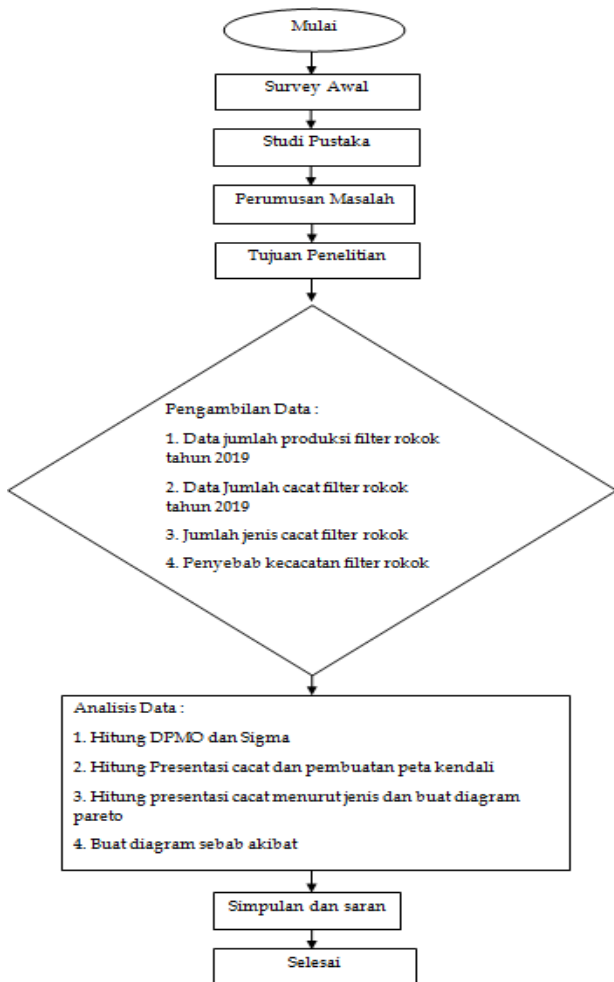 Mulai
Survey Awal
Studi Pustaka
Perumusan Masalah
Tujuan Penelitian
Pengambilan Data :
1. Data jumlah produksi filter rokok
tahun 2019
2. Data Jumlah cacat filter rokok
tahun 2019
3. Jumlah jenis cacat filter rokok
4. Penyebab kecacatan filter rokok
Analisis Data :
1. Hitung DPMO dan Sigma
2. Hitung Presentasi cacat dan pembuatan peta kendali
3. Hitung presentasi cacat menurut jenis dan buat diagram
pareto
4. Buat diagram sebab akibat
Simpulan dan saran
Selesai